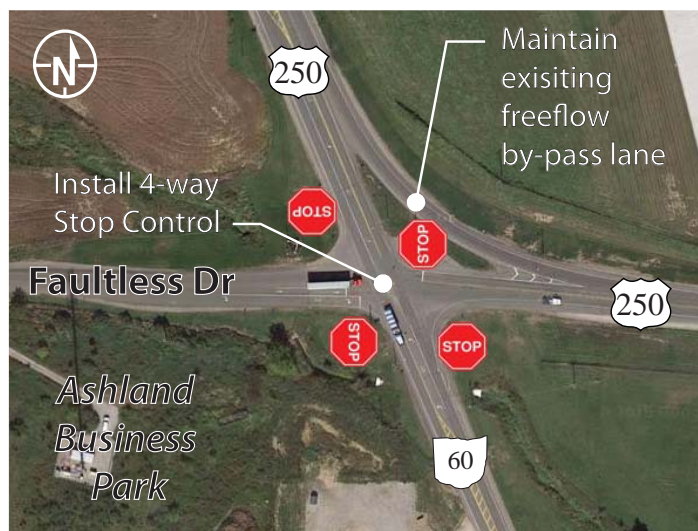 N
250
Maintain
exisiting
freeflow
by-pass lane
Install 4-way
Stop Control
STOP
STOP
Faultless Dr
250
STOP
STOP
Ashland
Business
Park
60